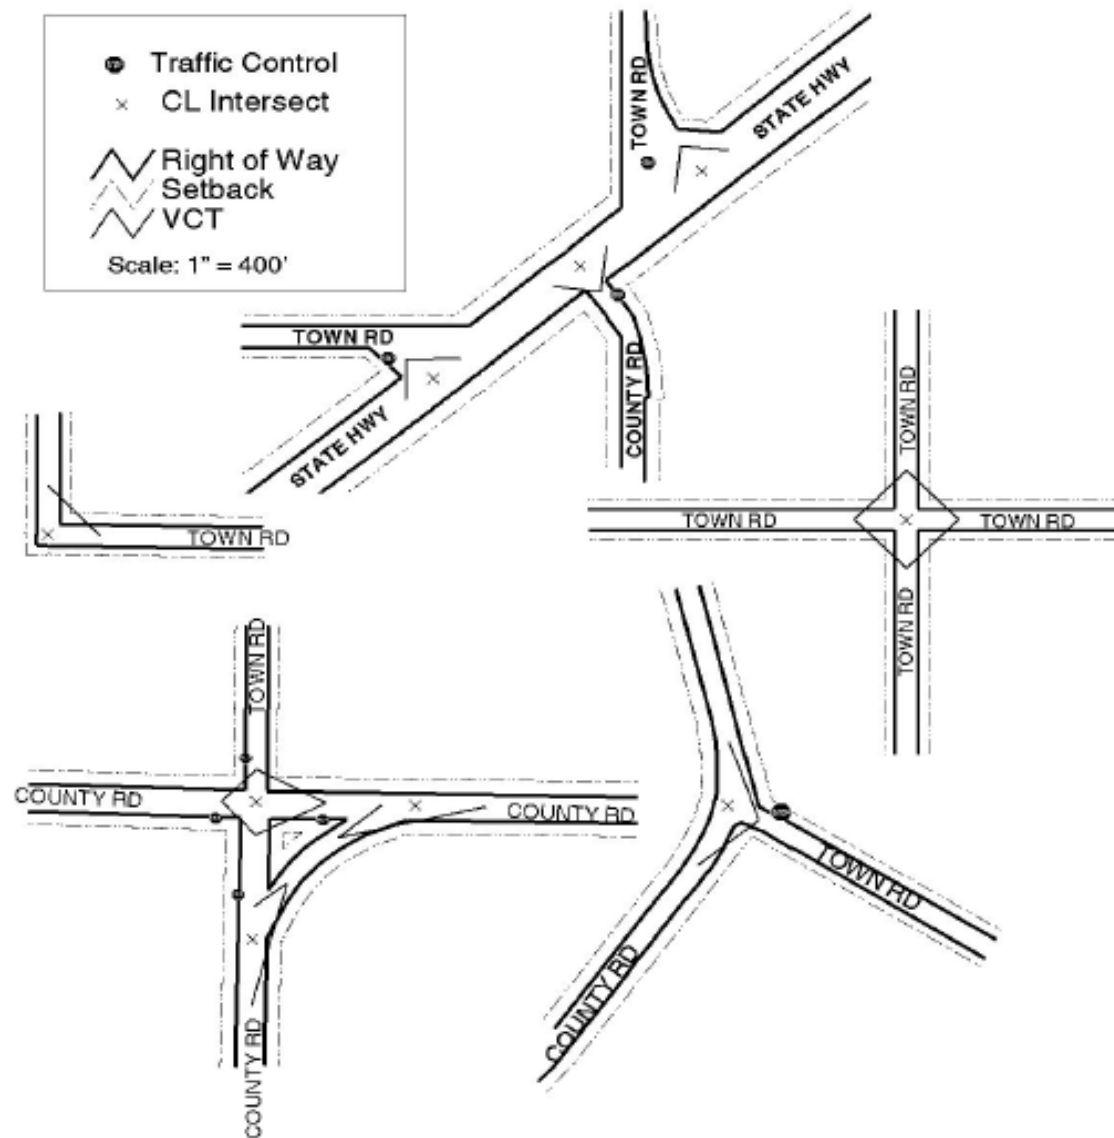 Traffic Control
CL Intersect
Right of Way
Setback
VCT
Scale: 1" = 400'
TOWN RD
STATE HWY
TOWN RD
STATE HWY
COUNTY RD
TOWN RD
TOWN RD
TOWN RD
TOWN RD
TOWN RD
TOWN RD
COUNTY RD
COUNTY RD
COUNTY RD
TOWN RD
COUNTY RD